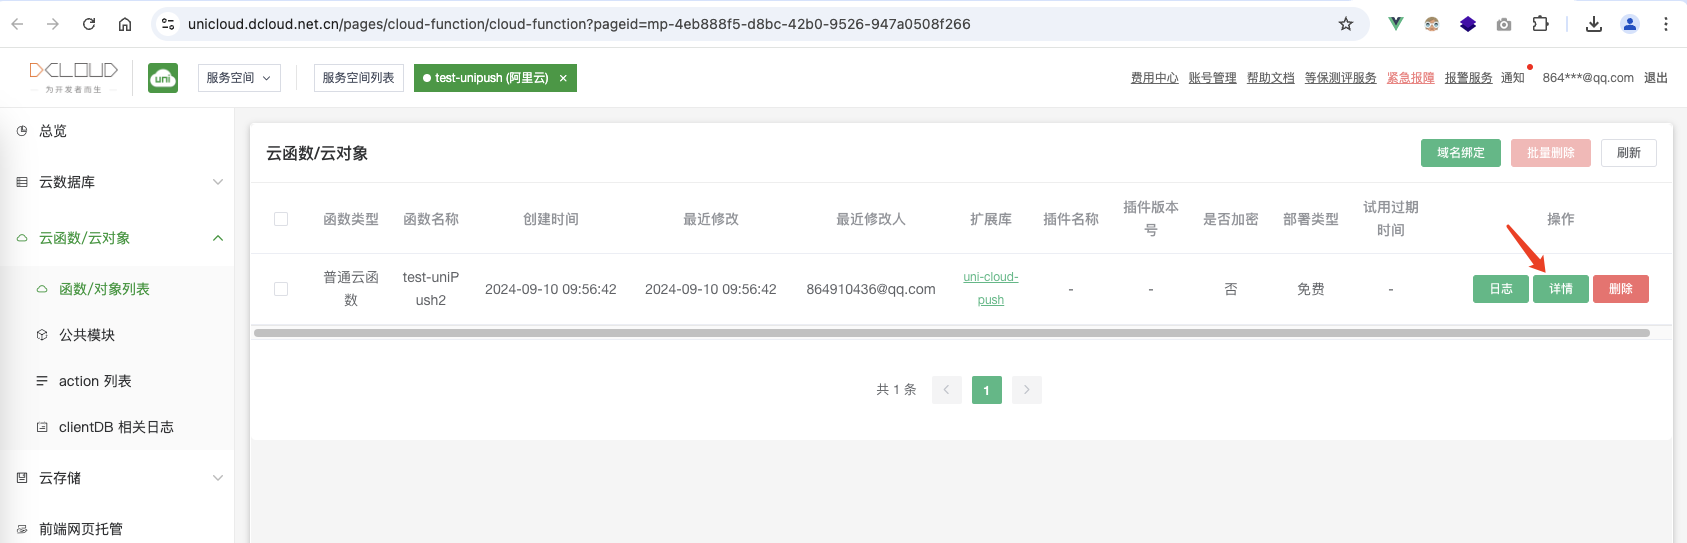 unicloud.dcloud.net.cn/pages/cloud-function/cloud-function?pageid=mp-4eb888f5-d8bc-42b0-9526-947a0508f266
DCLOUD
为开发者而生
uni
服务空间
服务空间列表
test-unipush (阿里云) ×
费用中心 账号管理 帮助文档 等保测评服务 紧急报障 报警服务 通知 864***@qq.com 退出
总览
云数据库
云函数/云对象
函数/对象列表
公共模块
action 列表
clientDB 相关日志
云存储
前端网页托管
云函数/云对象
域名绑定 批量删除 刷新
函数类型 函数名称 创建时间 最近修改 最近修改人 扩展库 插件名称 插件版本号 是否加密 部署类型 试用过期时间 操作
普通云函数 test-uniPush2 2024-09-10 09:56:42 2024-09-10 09:56:42 864910436@qq.com uni-cloud-push - - 否 免费 - 日志 详情 删除
共 1 条 1